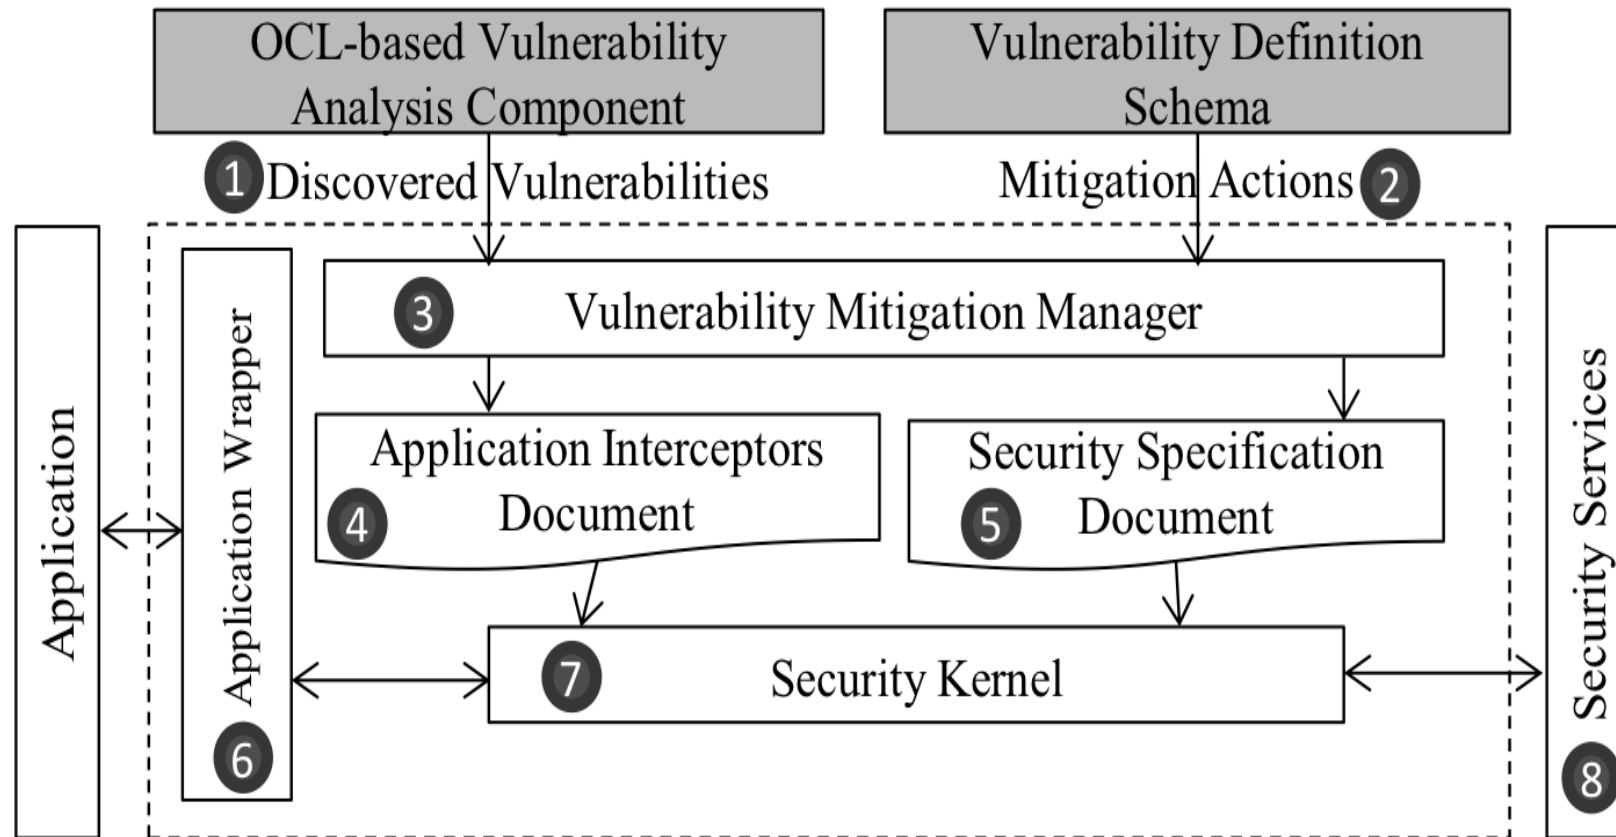 OCL-based Vulnerability
Analysis Component
Vulnerability Definition
Schema
1 Discovered Vulnerabilities
Mitigation Actions 2
3 Vulnerability Mitigation Manager
Application Interceptors
4 Document
Security Specification
5 Document
7 Security Kernel
Application
Application Wrapper
6
Security Services
8